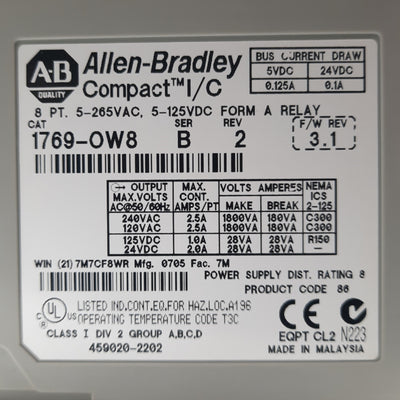 A·B
QUALITY
Allen-Bradley
Compact™I/C
BUS CURRENT DRAW
5VDC 24VDC
0.125A 0.1A
8 PT. 5-265VAC, 5-125VDC FORM A RELAY
CAT SER REV F/W REV
1769-OW8 B 2 3.1
OUTPUT MAX. VOLTS AMPERES NEMA
VOLTS MAX. CONT. ICS
AC@50/60Hz AMPS/PT MAKE BREAK 2-125
240VAC 2.5A 1800VA 180VA C300
120VAC 2.5A 1800VA 180VA C300
125VDC 1.0A 28VA 28VA R150
24VDC 2.0A 28VA 28VA —
WIN (21) 7M7CF8WR Mfg. 0705 Fac. 7M
POWER SUPPLY DIST. RATING 8
PRODUCT CODE 86
c UL US
LISTED IND.CONT.EQ.FOR HAZ.LOC.A196
OPERATING TEMPERATURE CODE T3C
CLASS I DIV 2 GROUP A,B,C,D
459020-2202
CE
EQPT CL2 N223
MADE IN MALAYSIA